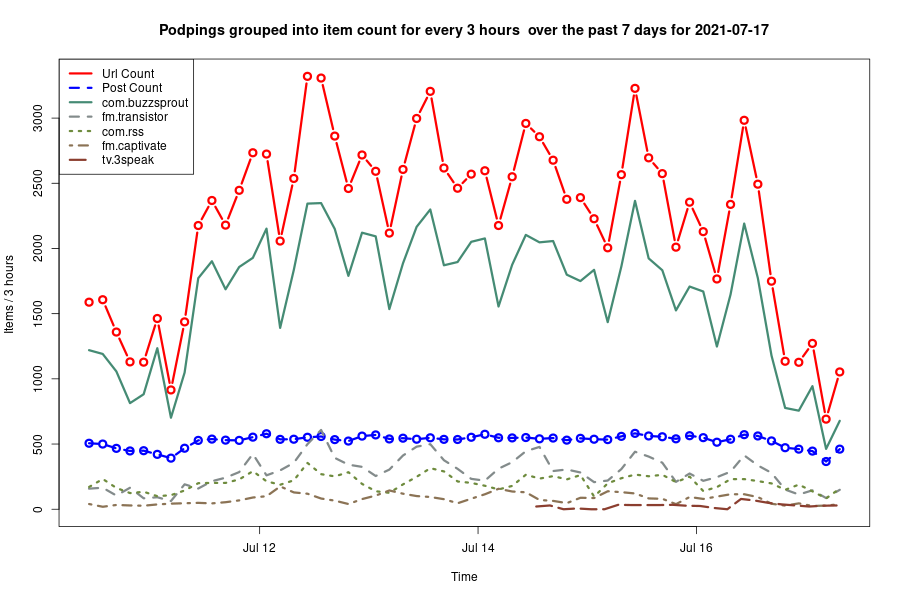 Podpings grouped into item count for every 3 hours  over the past 7 days for 2021-07-17
Url Count
Post Count
com.buzzsprout
fm.transistor
com.rss
fm.captivate
tv.3speak
Items / 3 hours
3000
2500
2000
1500
1000
500
0
Jul 12
Jul 14
Jul 16
Time